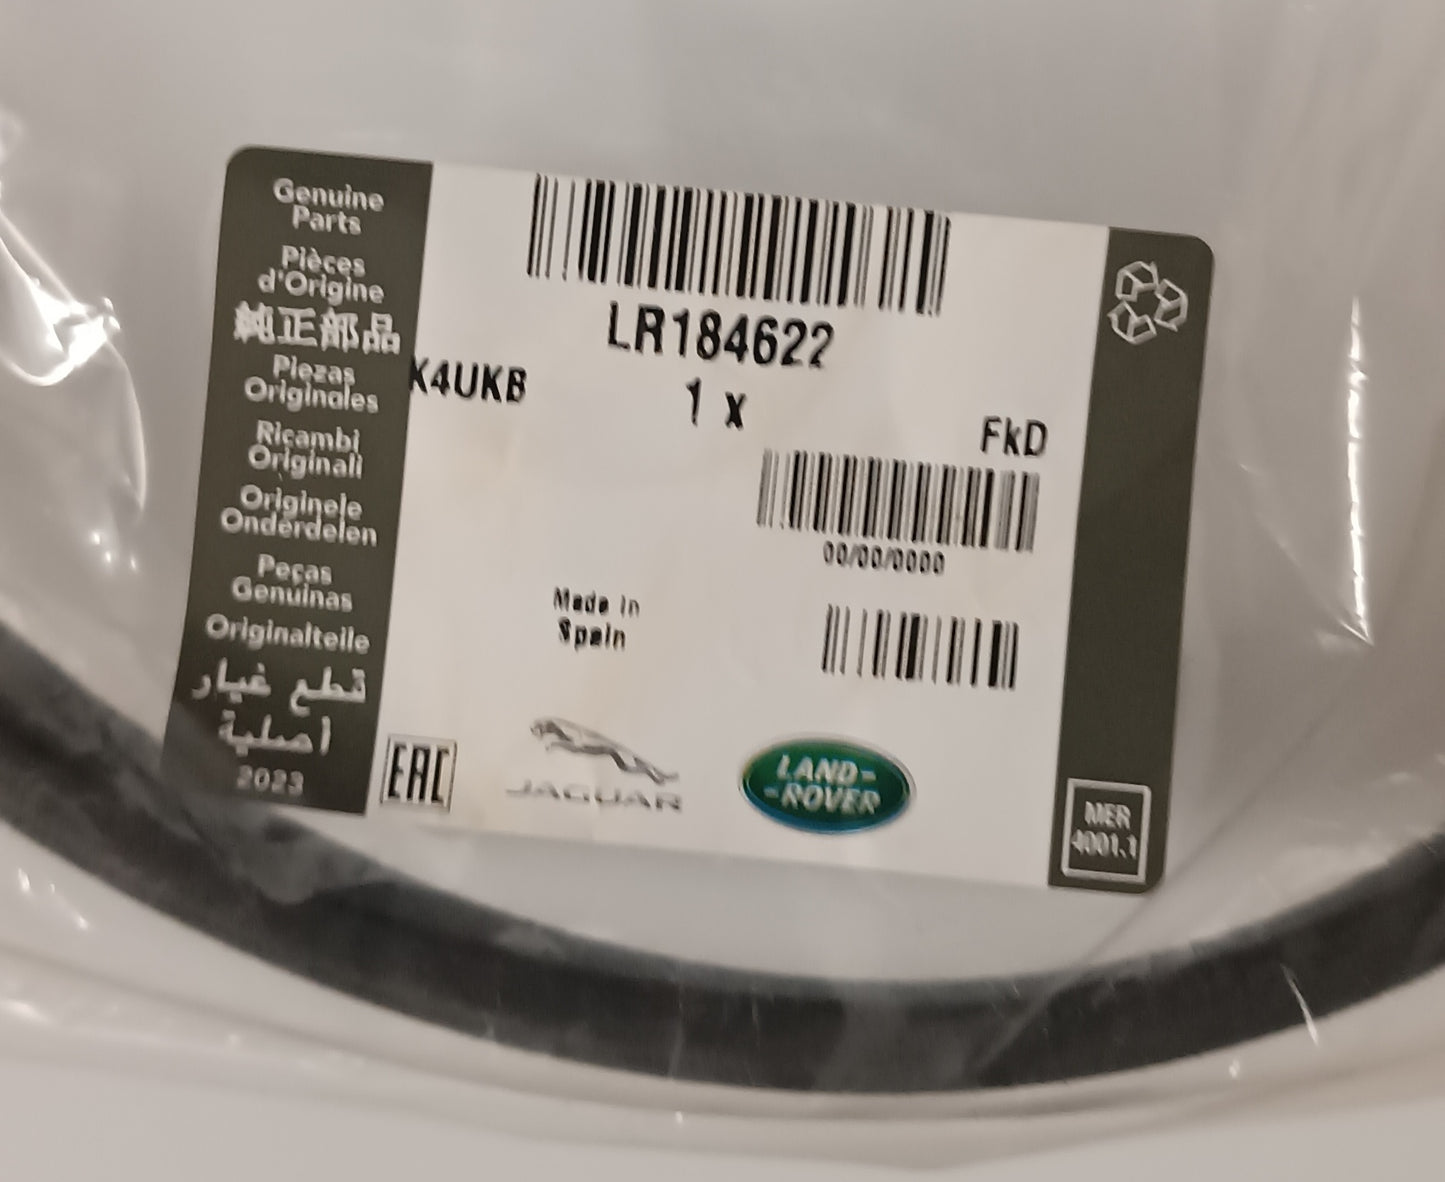 Genuine
Parts
Pièces
d'Origine
純正部品
Piezas
Originales
Ricambi
Originali
Originele
Onderdelen
Peças
Genuinas
Originalteile
قطع غيار
أصلية
2023
LR184622
K4UKB
1 x
FkD
00/00/0000
Made in
Spain
EAC
JAGUAR
LAND-
-ROVER
MER
4001.1